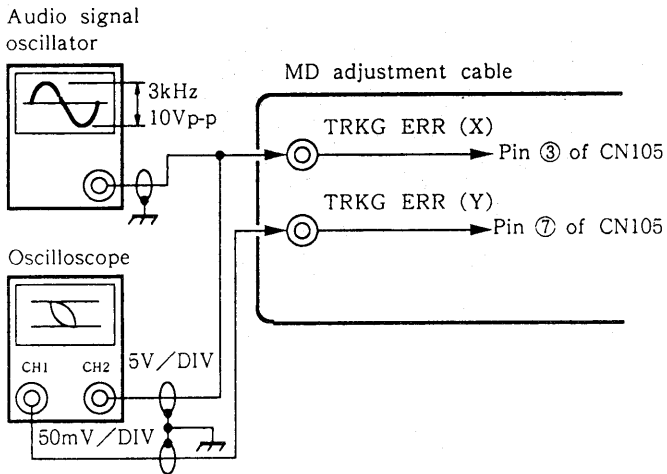 Audio signal
oscillator
3kHz
10Vp-p
MD adjustment cable
TRKG ERR (X)
Pin ③ of CN105
TRKG ERR (Y)
Pin ⑦ of CN105
Oscilloscope
CH1 CH2
5V／DIV
50mV／DIV